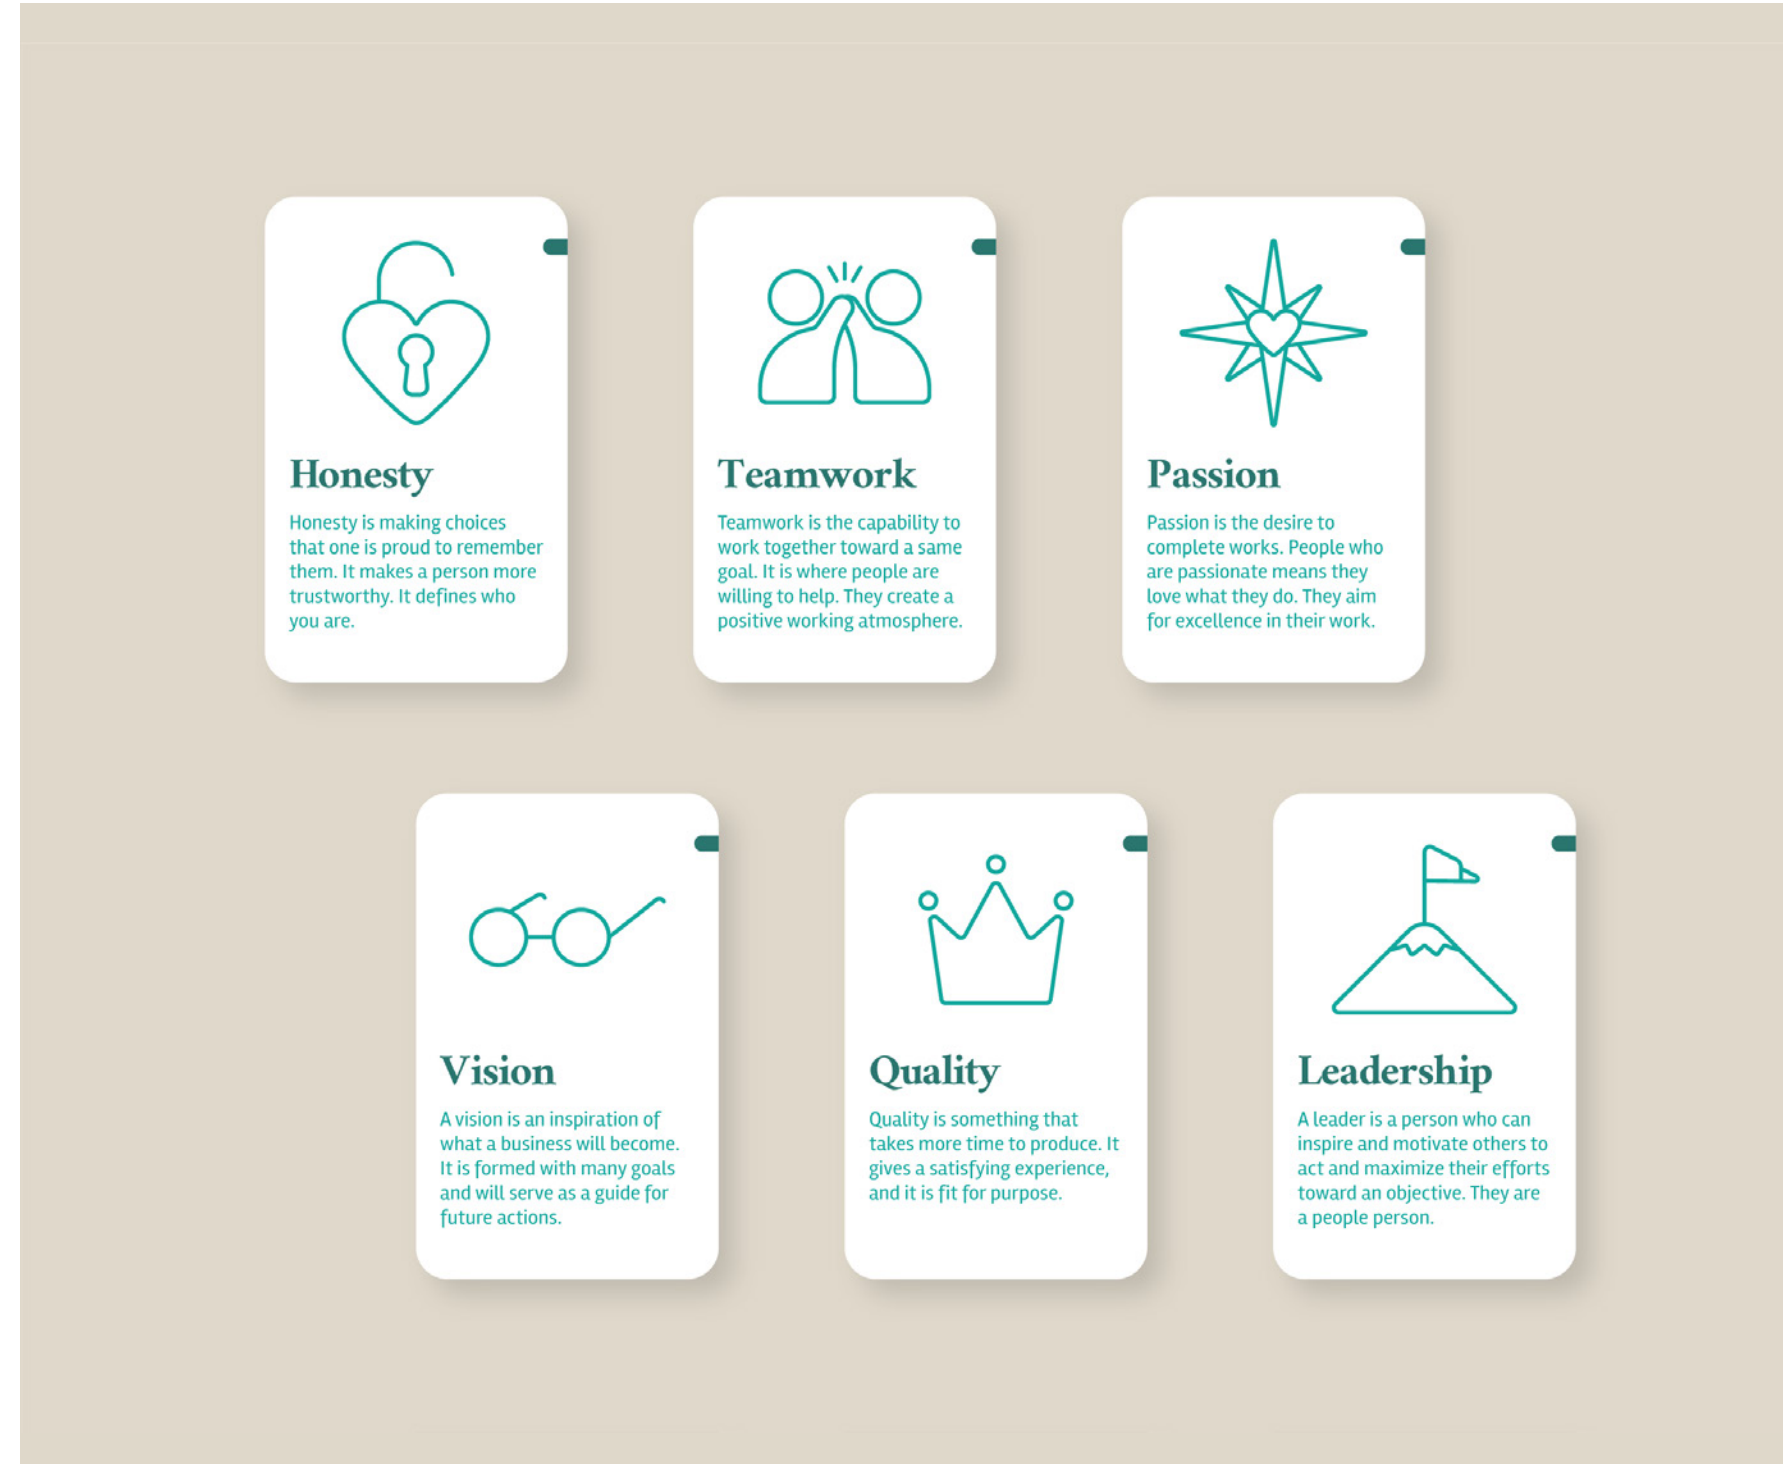 Honesty
Honesty is making choices
that one is proud to remember
them. It makes a person more
trustworthy. It defines who
you are.
Teamwork
Teamwork is the capability to
work together toward a same
goal. It is where people are
willing to help. They create a
positive working atmosphere.
Passion
Passion is the desire to
complete works. People who
are passionate means they
love what they do. They aim
for excellence in their work.
Vision
A vision is an inspiration of
what a business will become.
It is formed with many goals
and will serve as a guide for
future actions.
Quality
Quality is something that
takes more time to produce. It
gives a satisfying experience,
and it is fit for purpose.
Leadership
A leader is a person who can
inspire and motivate others to
act and maximize their efforts
toward an objective. They are
a people person.